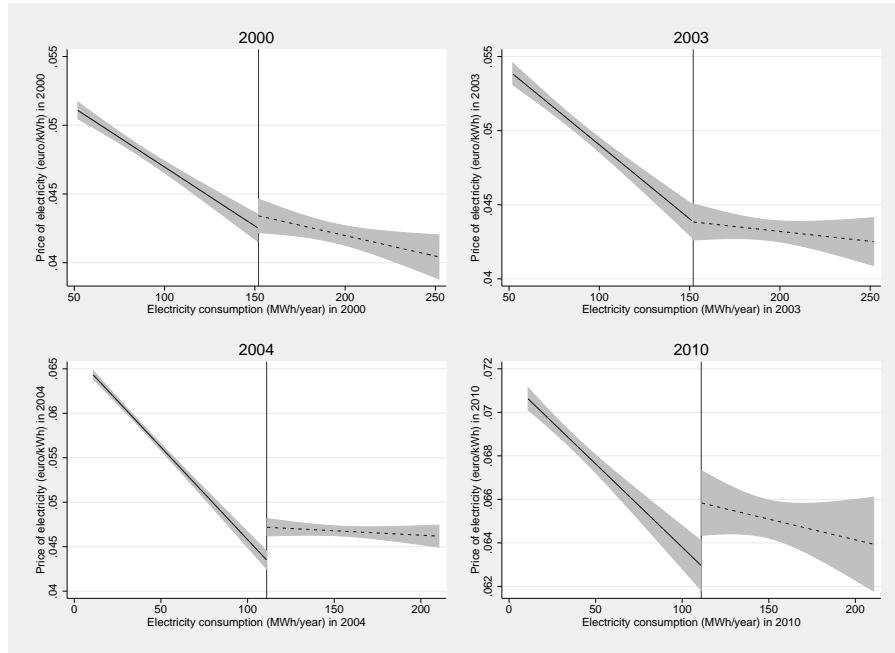 2000
Price of electricity (euro/kWh) in 2000
.055
.05
.045
.04
50 100 150 200 250
Electricity consumption (MWh/year) in 2000
2003
Price of electricity (euro/kWh) in 2003
.055
.05
.045
.04
50 100 150 200 250
Electricity consumption (MWh/year) in 2003
2004
Price of electricity (euro/kWh) in 2004
.065
.06
.055
.05
.045
.04
0 50 100 150 200
Electricity consumption (MWh/year) in 2004
2010
Price of electricity (euro/kWh) in 2010
.072
.07
.068
.066
.064
.062
0 50 100 150 200
Electricity consumption (MWh/year) in 2010